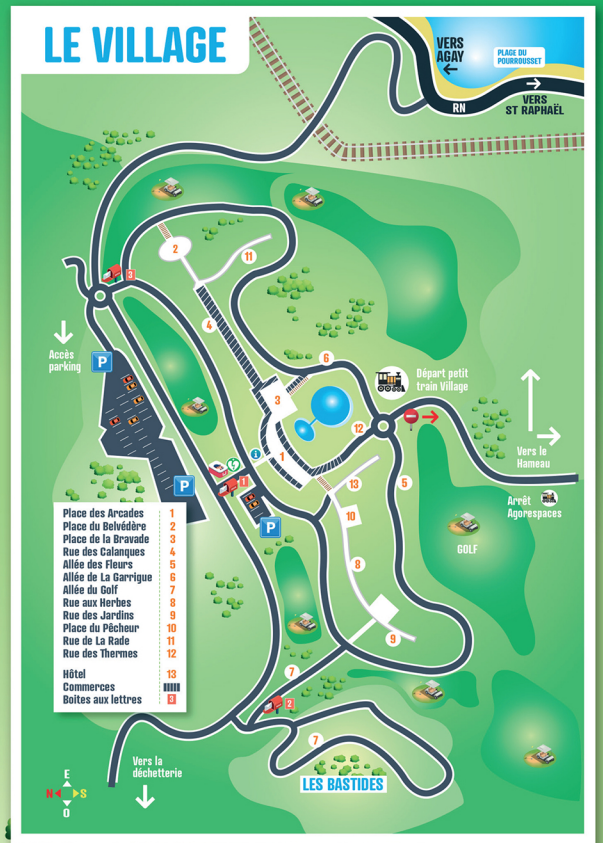 LE VILLAGE
VERS
AGAY
PLAGE DU
POURROUSSET
RN
VERS
ST RAPHAËL
2
11
3
4
Accès
parking
P
6
3
Départ petit
train Village
12
Vers le
Hameau
i
1
1
P
P
13
5
10
Arrêt
Agorespaces
GOLF
8
9
Place des Arcades 1
Place du Belvédère 2
Place de la Bravade 3
Rue des Calanques 4
Allée des Fleurs 5
Allée de La Garrigue 6
Allée du Golf 7
Rue aux Herbes 8
Rue des Jardins 9
Place du Pêcheur 10
Rue de La Rade 11
Rue des Thermes 12
Hôtel 13
Commerces
Boites aux lettres 3
7
2
7
LES BASTIDES
Vers la
déchetterie
E
N S
O